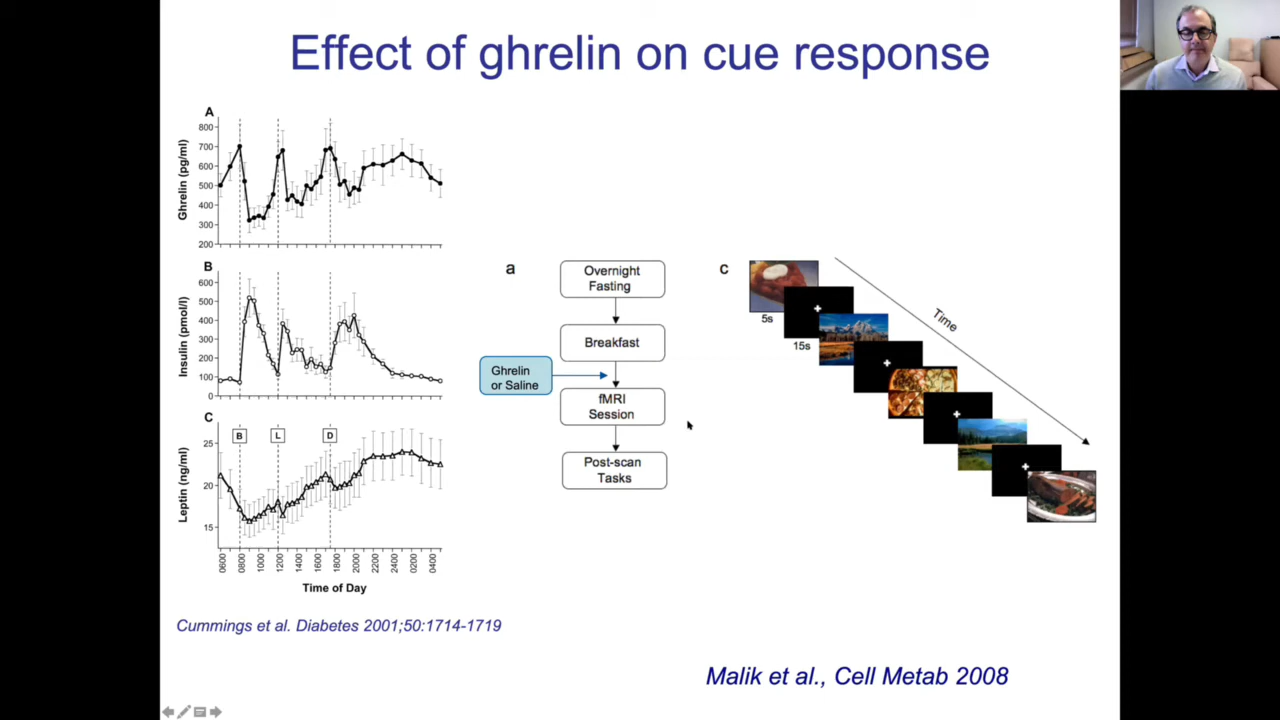 Effect of ghrelin on cue response
A
800
700
600
500
400
300
200
Ghrelin (pg/ml)
B
600
500
400
300
200
100
0
Insulin (pmol/l)
C
B
L
D
25
20
15
Leptin (ng/ml)
0600
0800
1000
1200
1400
1600
1800
2000
2200
2400
0200
0400
Time of Day
Cummings et al. Diabetes 2001;50:1714-1719
a
Overnight
Fasting
Breakfast
Ghrelin
or Saline
fMRI
Session
Post-scan
Tasks
c
5s
15s
Time
Malik et al., Cell Metab 2008